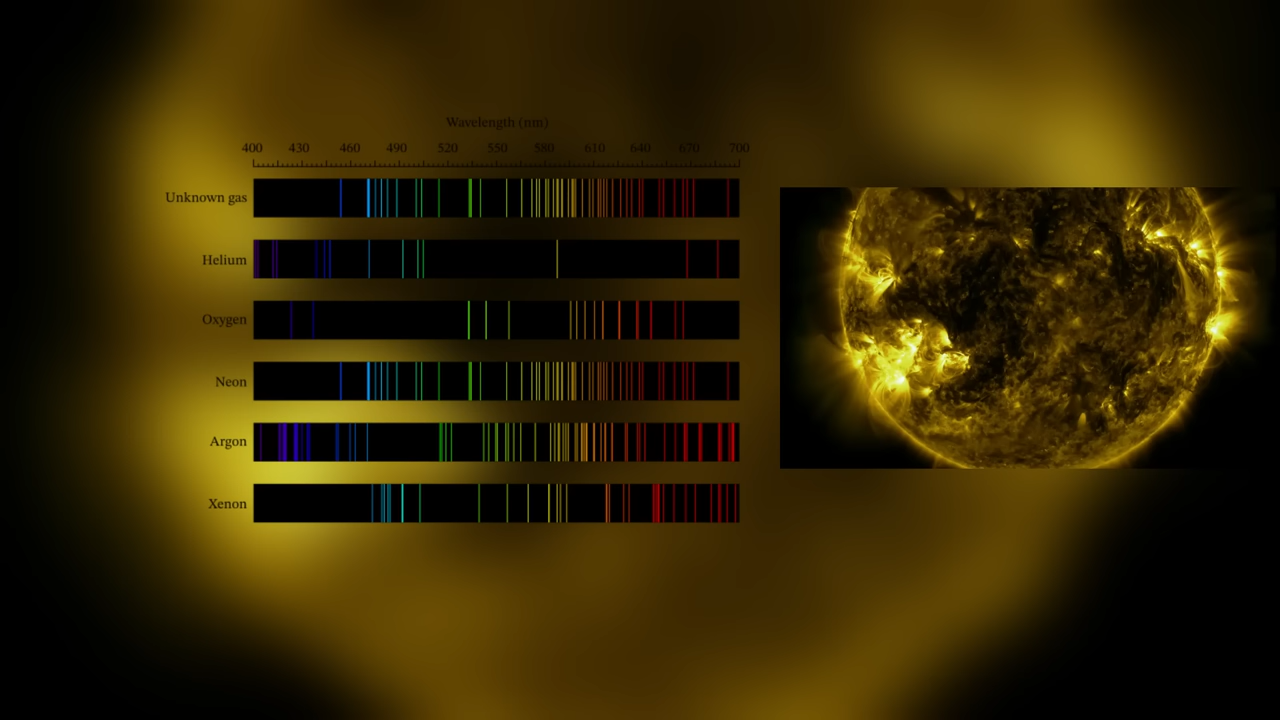 Wavelength (nm)
400 430 460 490 520 550 580 610 640 670 700
Unknown gas
Helium
Oxygen
Neon
Argon
Xenon